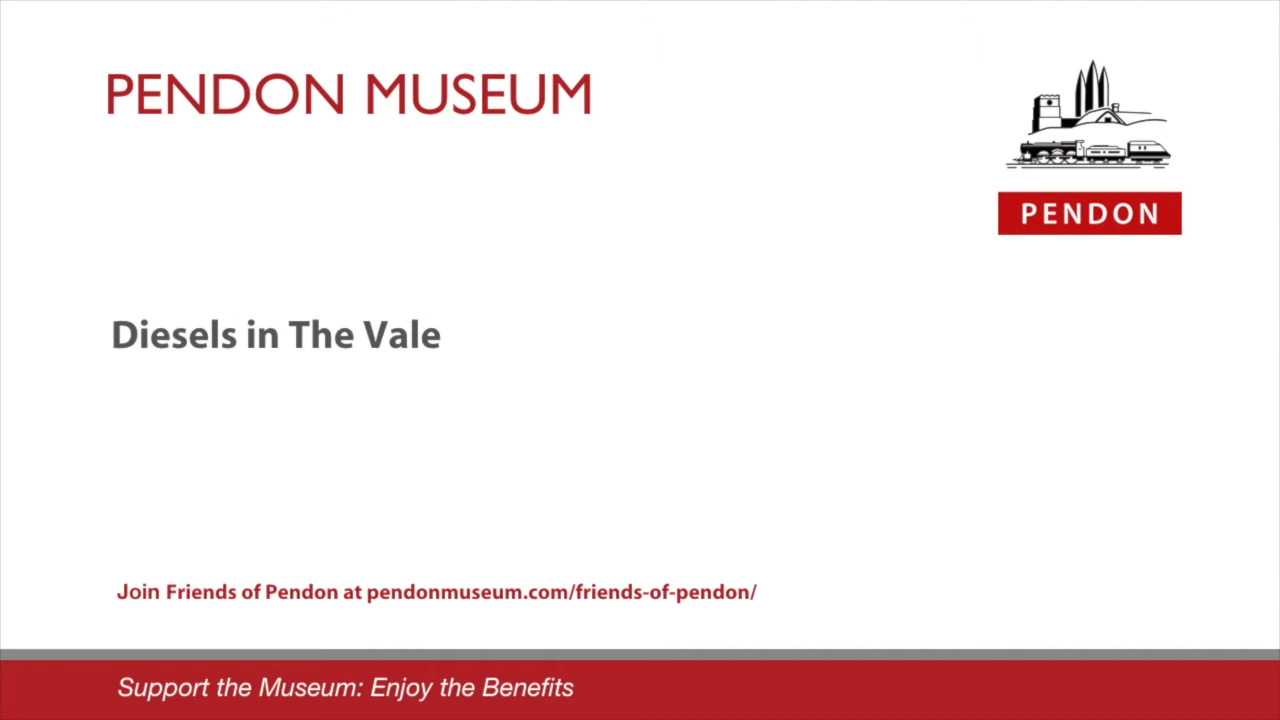 PENDON MUSEUM
PENDON
Diesels in The Vale
Join Friends of Pendon at pendonmuseum.com/friends-of-pendon/
Support the Museum: Enjoy the Benefits